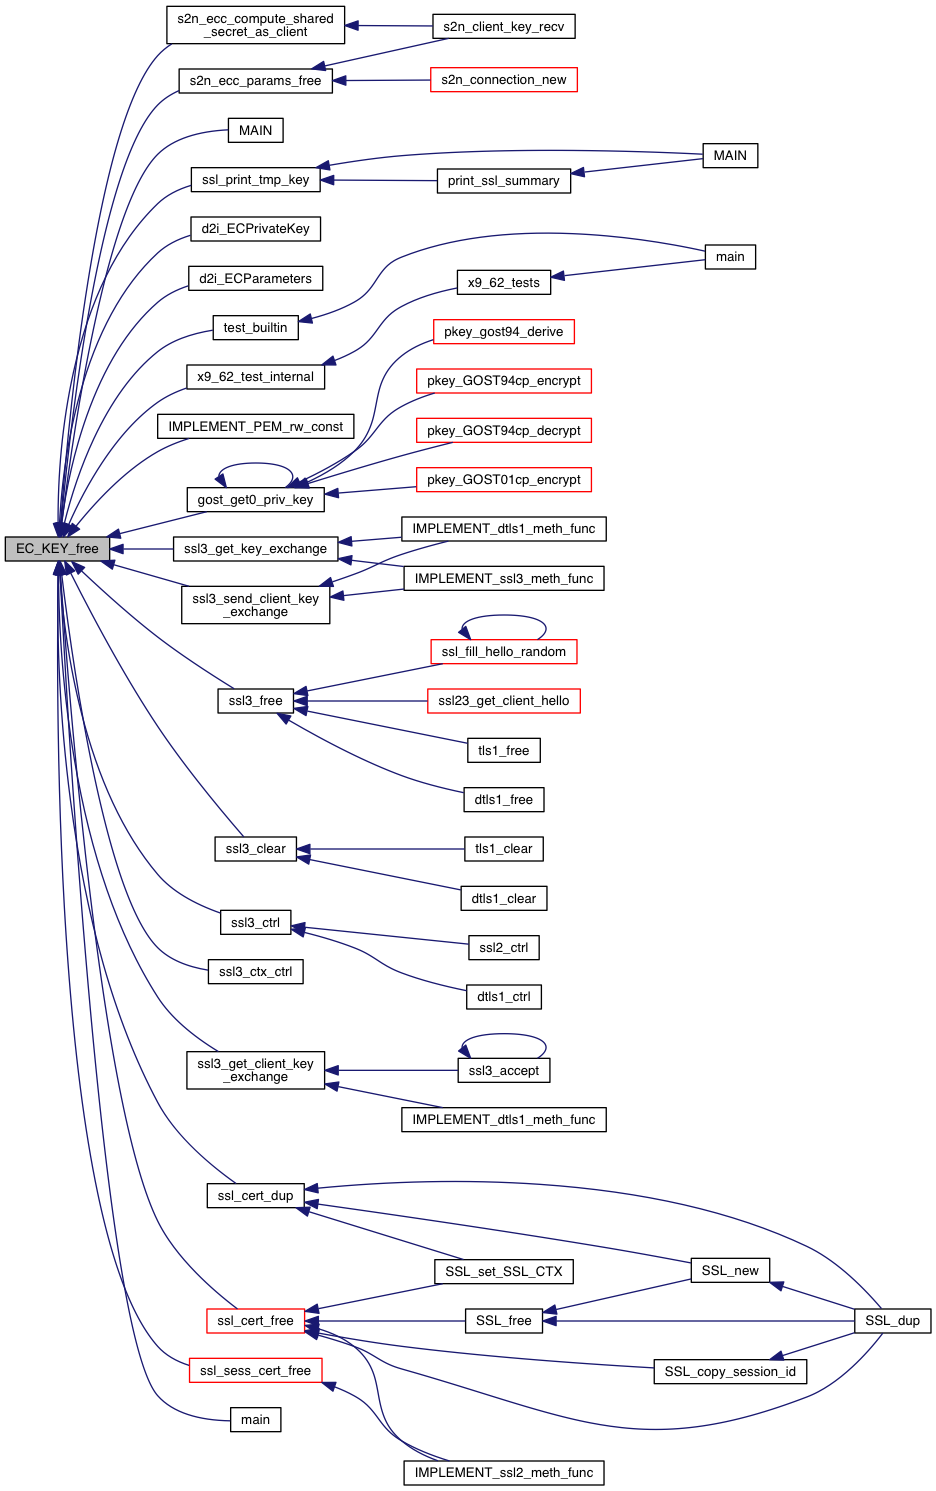 s2n_ecc_compute_shared
_secret_as_client
s2n_client_key_recv
s2n_ecc_params_free
s2n_connection_new
MAIN
ssl_print_tmp_key
MAIN
print_ssl_summary
d2i_ECPrivateKey
main
d2i_ECParameters
x9_62_tests
test_builtin
pkey_gost94_derive
x9_62_test_internal
pkey_GOST94cp_encrypt
IMPLEMENT_PEM_rw_const
pkey_GOST94cp_decrypt
gost_get0_priv_key
pkey_GOST01cp_encrypt
EC_KEY_free
ssl3_get_key_exchange
IMPLEMENT_dtls1_meth_func
ssl3_send_client_key
_exchange
IMPLEMENT_ssl3_meth_func
ssl_fill_hello_random
ssl3_free
ssl23_get_client_hello
tls1_free
dtls1_free
ssl3_clear
tls1_clear
dtls1_clear
ssl3_ctrl
ssl2_ctrl
ssl3_ctx_ctrl
dtls1_ctrl
ssl3_get_client_key
_exchange
ssl3_accept
IMPLEMENT_dtls1_meth_func
ssl_cert_dup
SSL_set_SSL_CTX
SSL_new
ssl_cert_free
SSL_free
SSL_dup
ssl_sess_cert_free
SSL_copy_session_id
main
IMPLEMENT_ssl2_meth_func